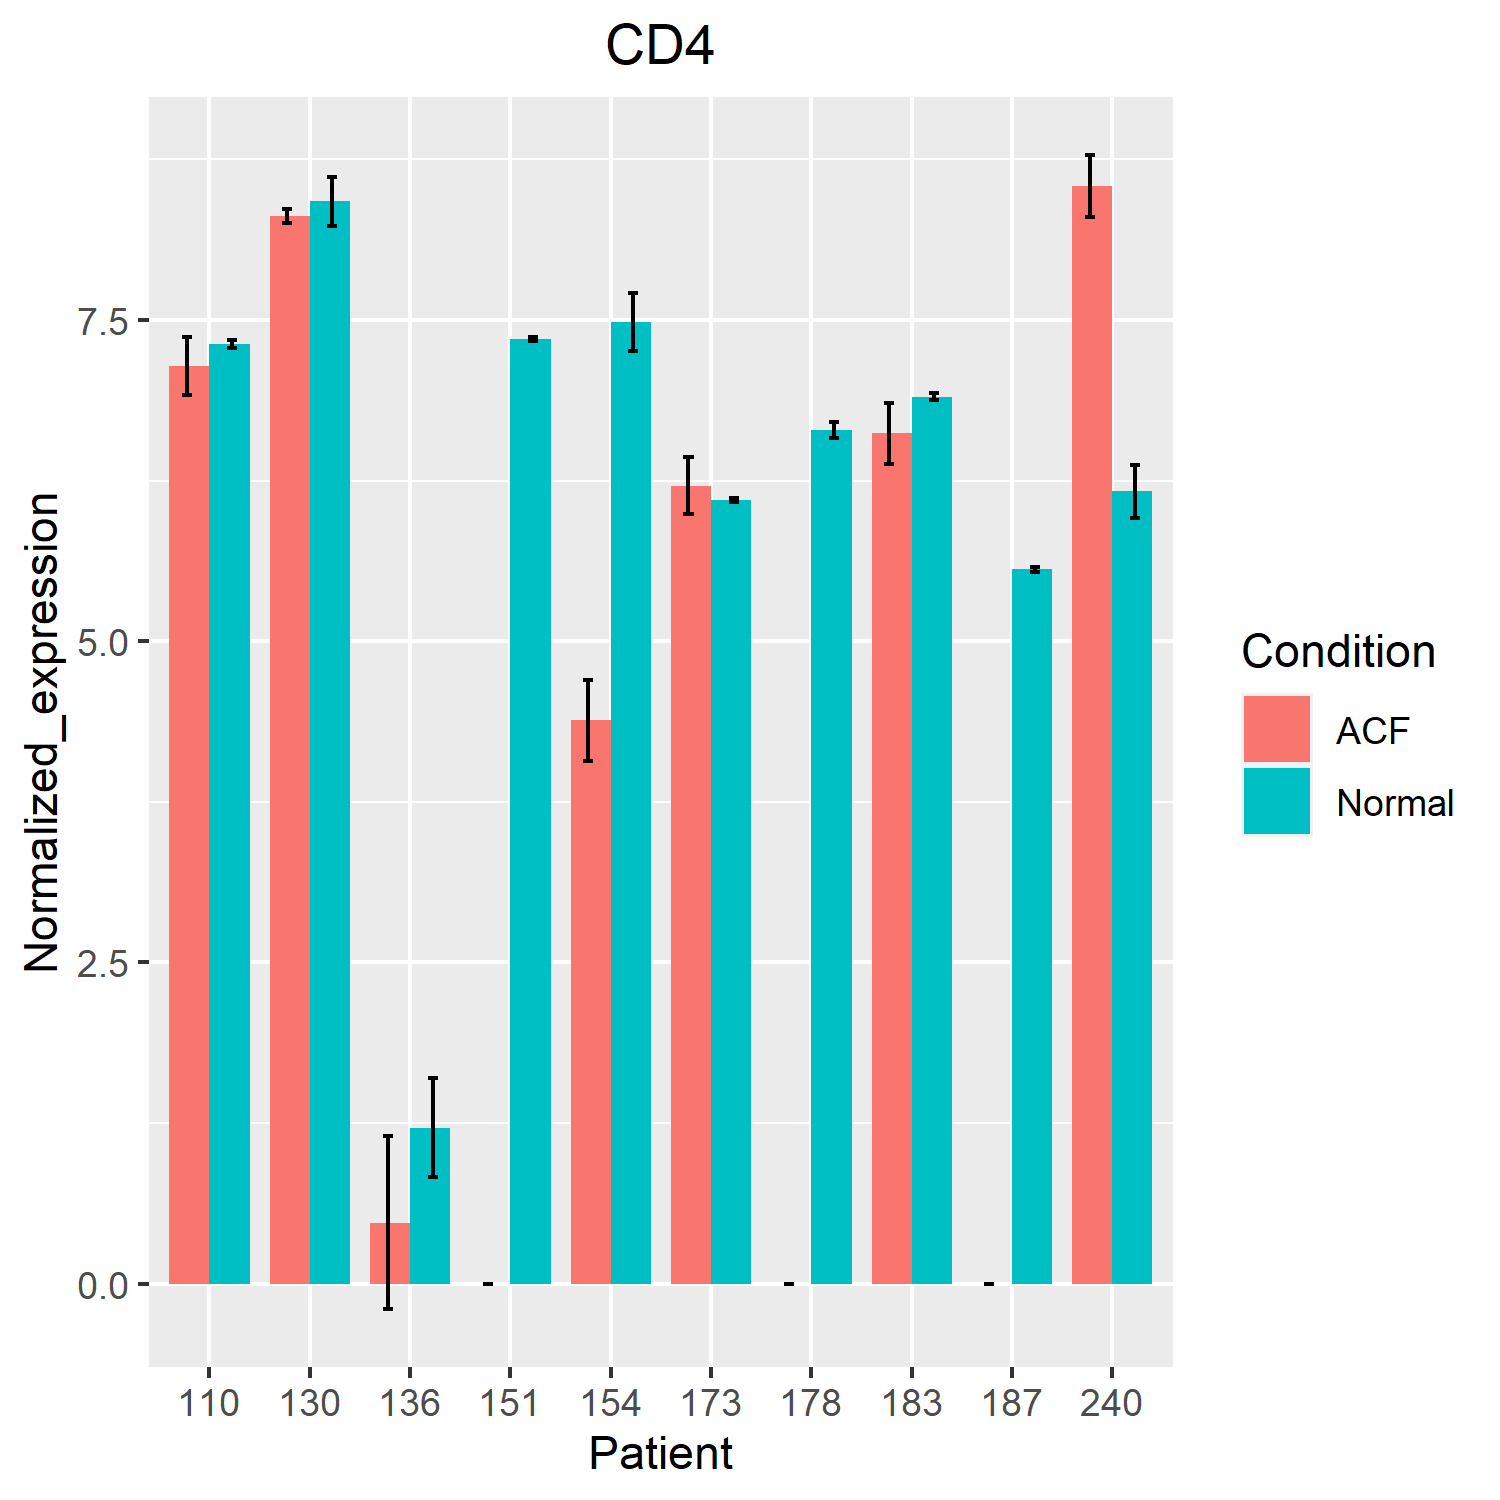 CD4
Normalized_expression
7.5
5.0
2.5
0.0
110 130 136 151 154 173 178 183 187 240
Patient
Condition
ACF
Normal